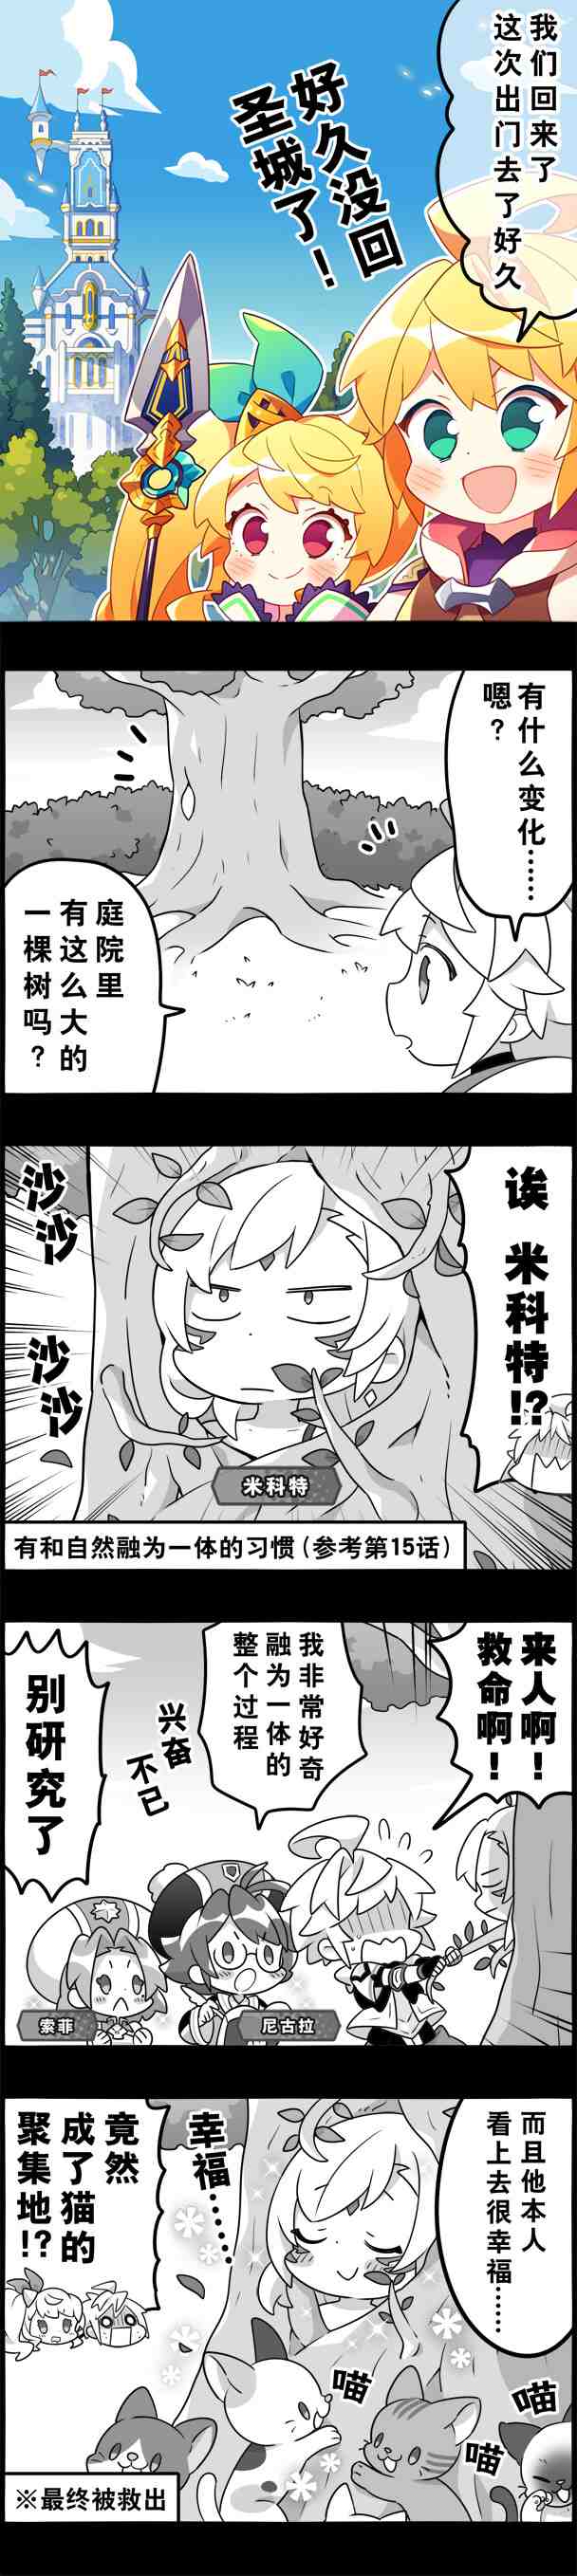 我们回来了
这次出门去了好久
好久没回
圣城了！
有什么变化……
嗯？
庭院里
有这么大的
一棵树吗？
诶 米科特!?
沙沙
沙沙
米科特
有和自然融为一体的习惯(参考第15话)
来人啊！
救命啊！
我非常好奇
融为一体的
整个过程
兴奋
不已
别研究了
尼古拉
索菲
而且他本人
看上去很幸福……
幸福……
竟然
成了猫的
聚集地!?
喵
喵
喵
※最终被救出